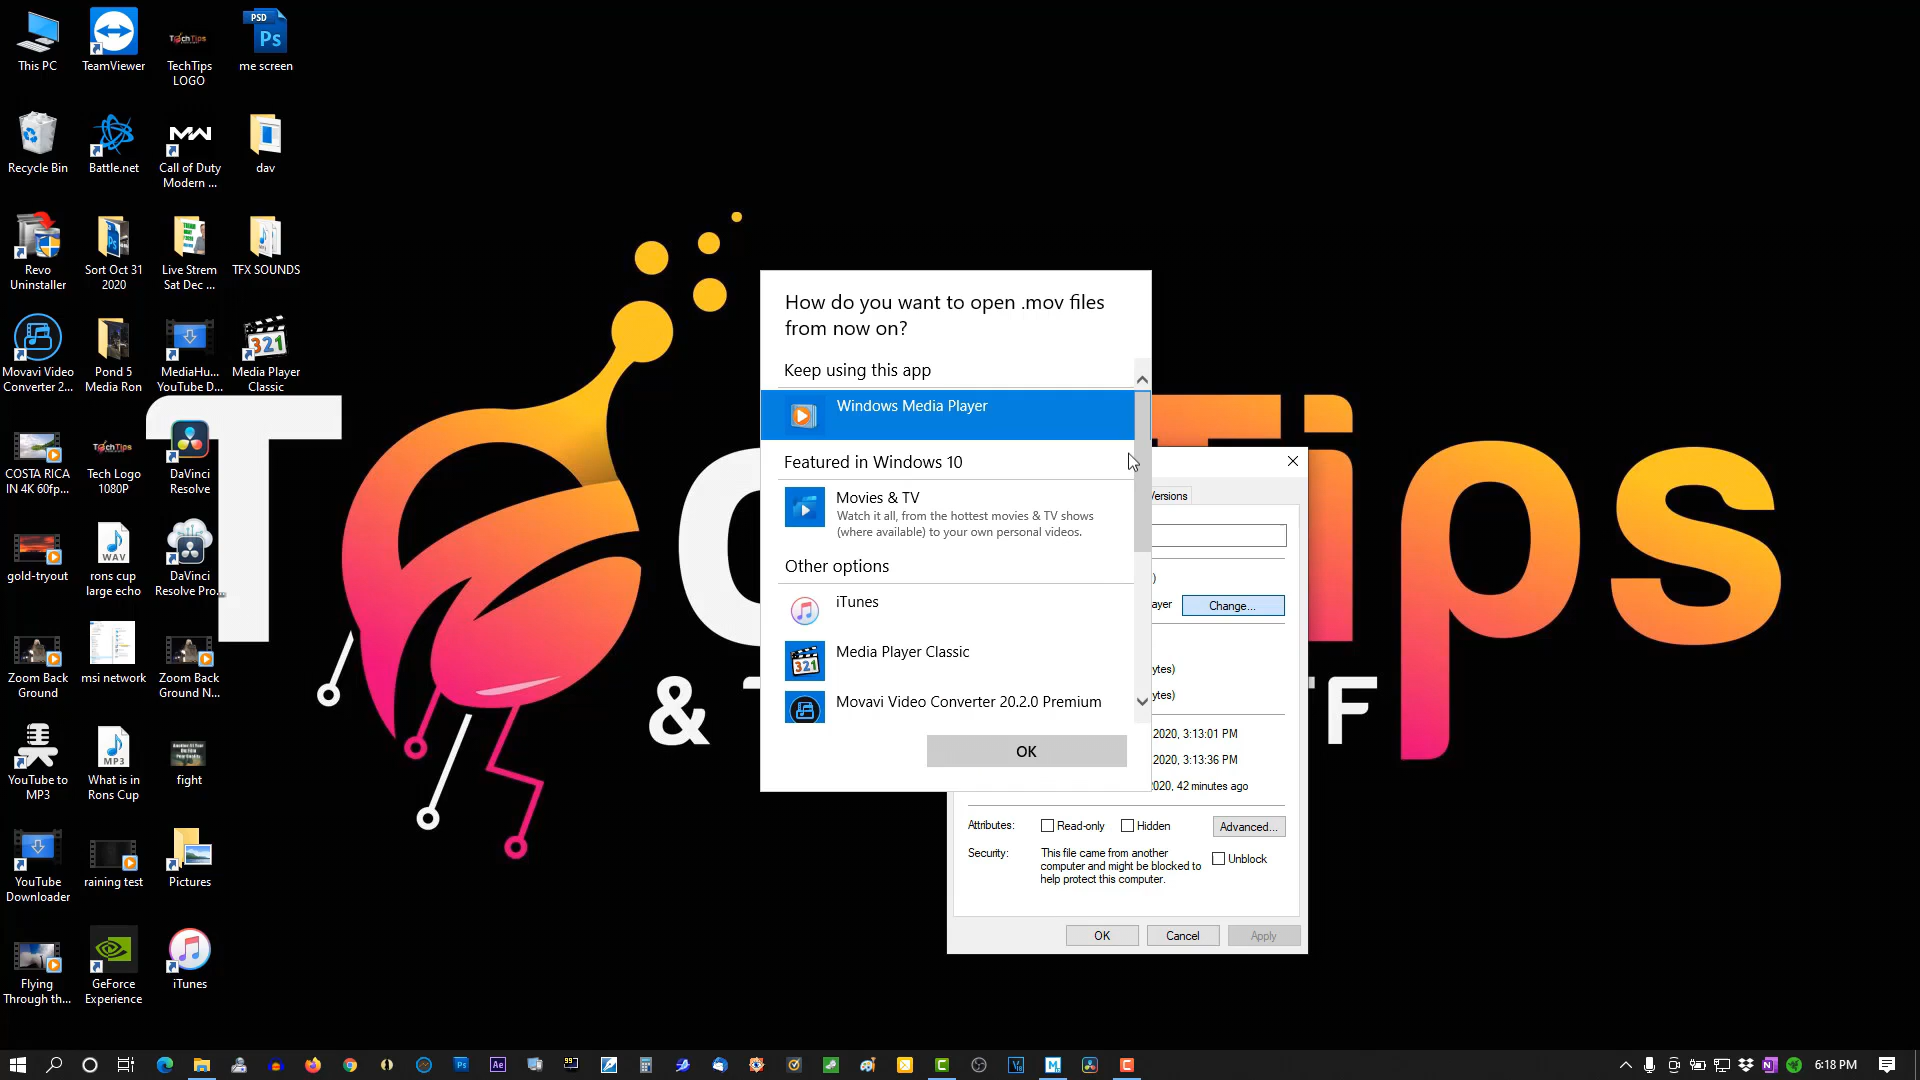 This PC
TeamViewer
TechTips
LOGO
PSD
Ps
me screen
Recycle Bin
Battle.net
Call of Duty
Modern ...
dav
Revo
Uninstaller
Sort Oct 31
2020
Live Strem
Sat Dec ...
TFX SOUNDS
Movavi Video
Converter 2...
Pond 5
Media Ron
MediaHu...
YouTube D...
321
Media Player
Classic
COSTA RICA
IN 4K 60fp...
Tech Logo
1080P
DaVinci
Resolve
gold-tryout
WAV
rons cup
large echo
DaVinci
Resolve Pro...
Zoom Back
Ground
msi network
Zoom Back
Ground N...
YouTube to
MP3
MP3
What is in
Rons Cup
fight
YouTube
Downloader
raining test
Pictures
Flying
Through th...
GeForce
Experience
iTunes
How do you want to open .mov files
from now on?
Keep using this app
Windows Media Player
Featured in Windows 10
Movies & TV
Watch it all, from the hottest movies & TV shows
(where available) to your own personal videos.
Other options
iTunes
321
Media Player Classic
Movavi Video Converter 20.2.0 Premium
OK
Versions
)
ayer
Change...
ytes)
ytes)
2020, 3:13:01 PM
2020, 3:13:36 PM
2020, 42 minutes ago
Attributes:
Read-only
Hidden
Advanced...
Security:
This file came from another
computer and might be blocked to
help protect this computer.
Unblock
OK
Cancel
Apply
Te
Tips
& T
F
Ps
Ae
99
6:18 PM